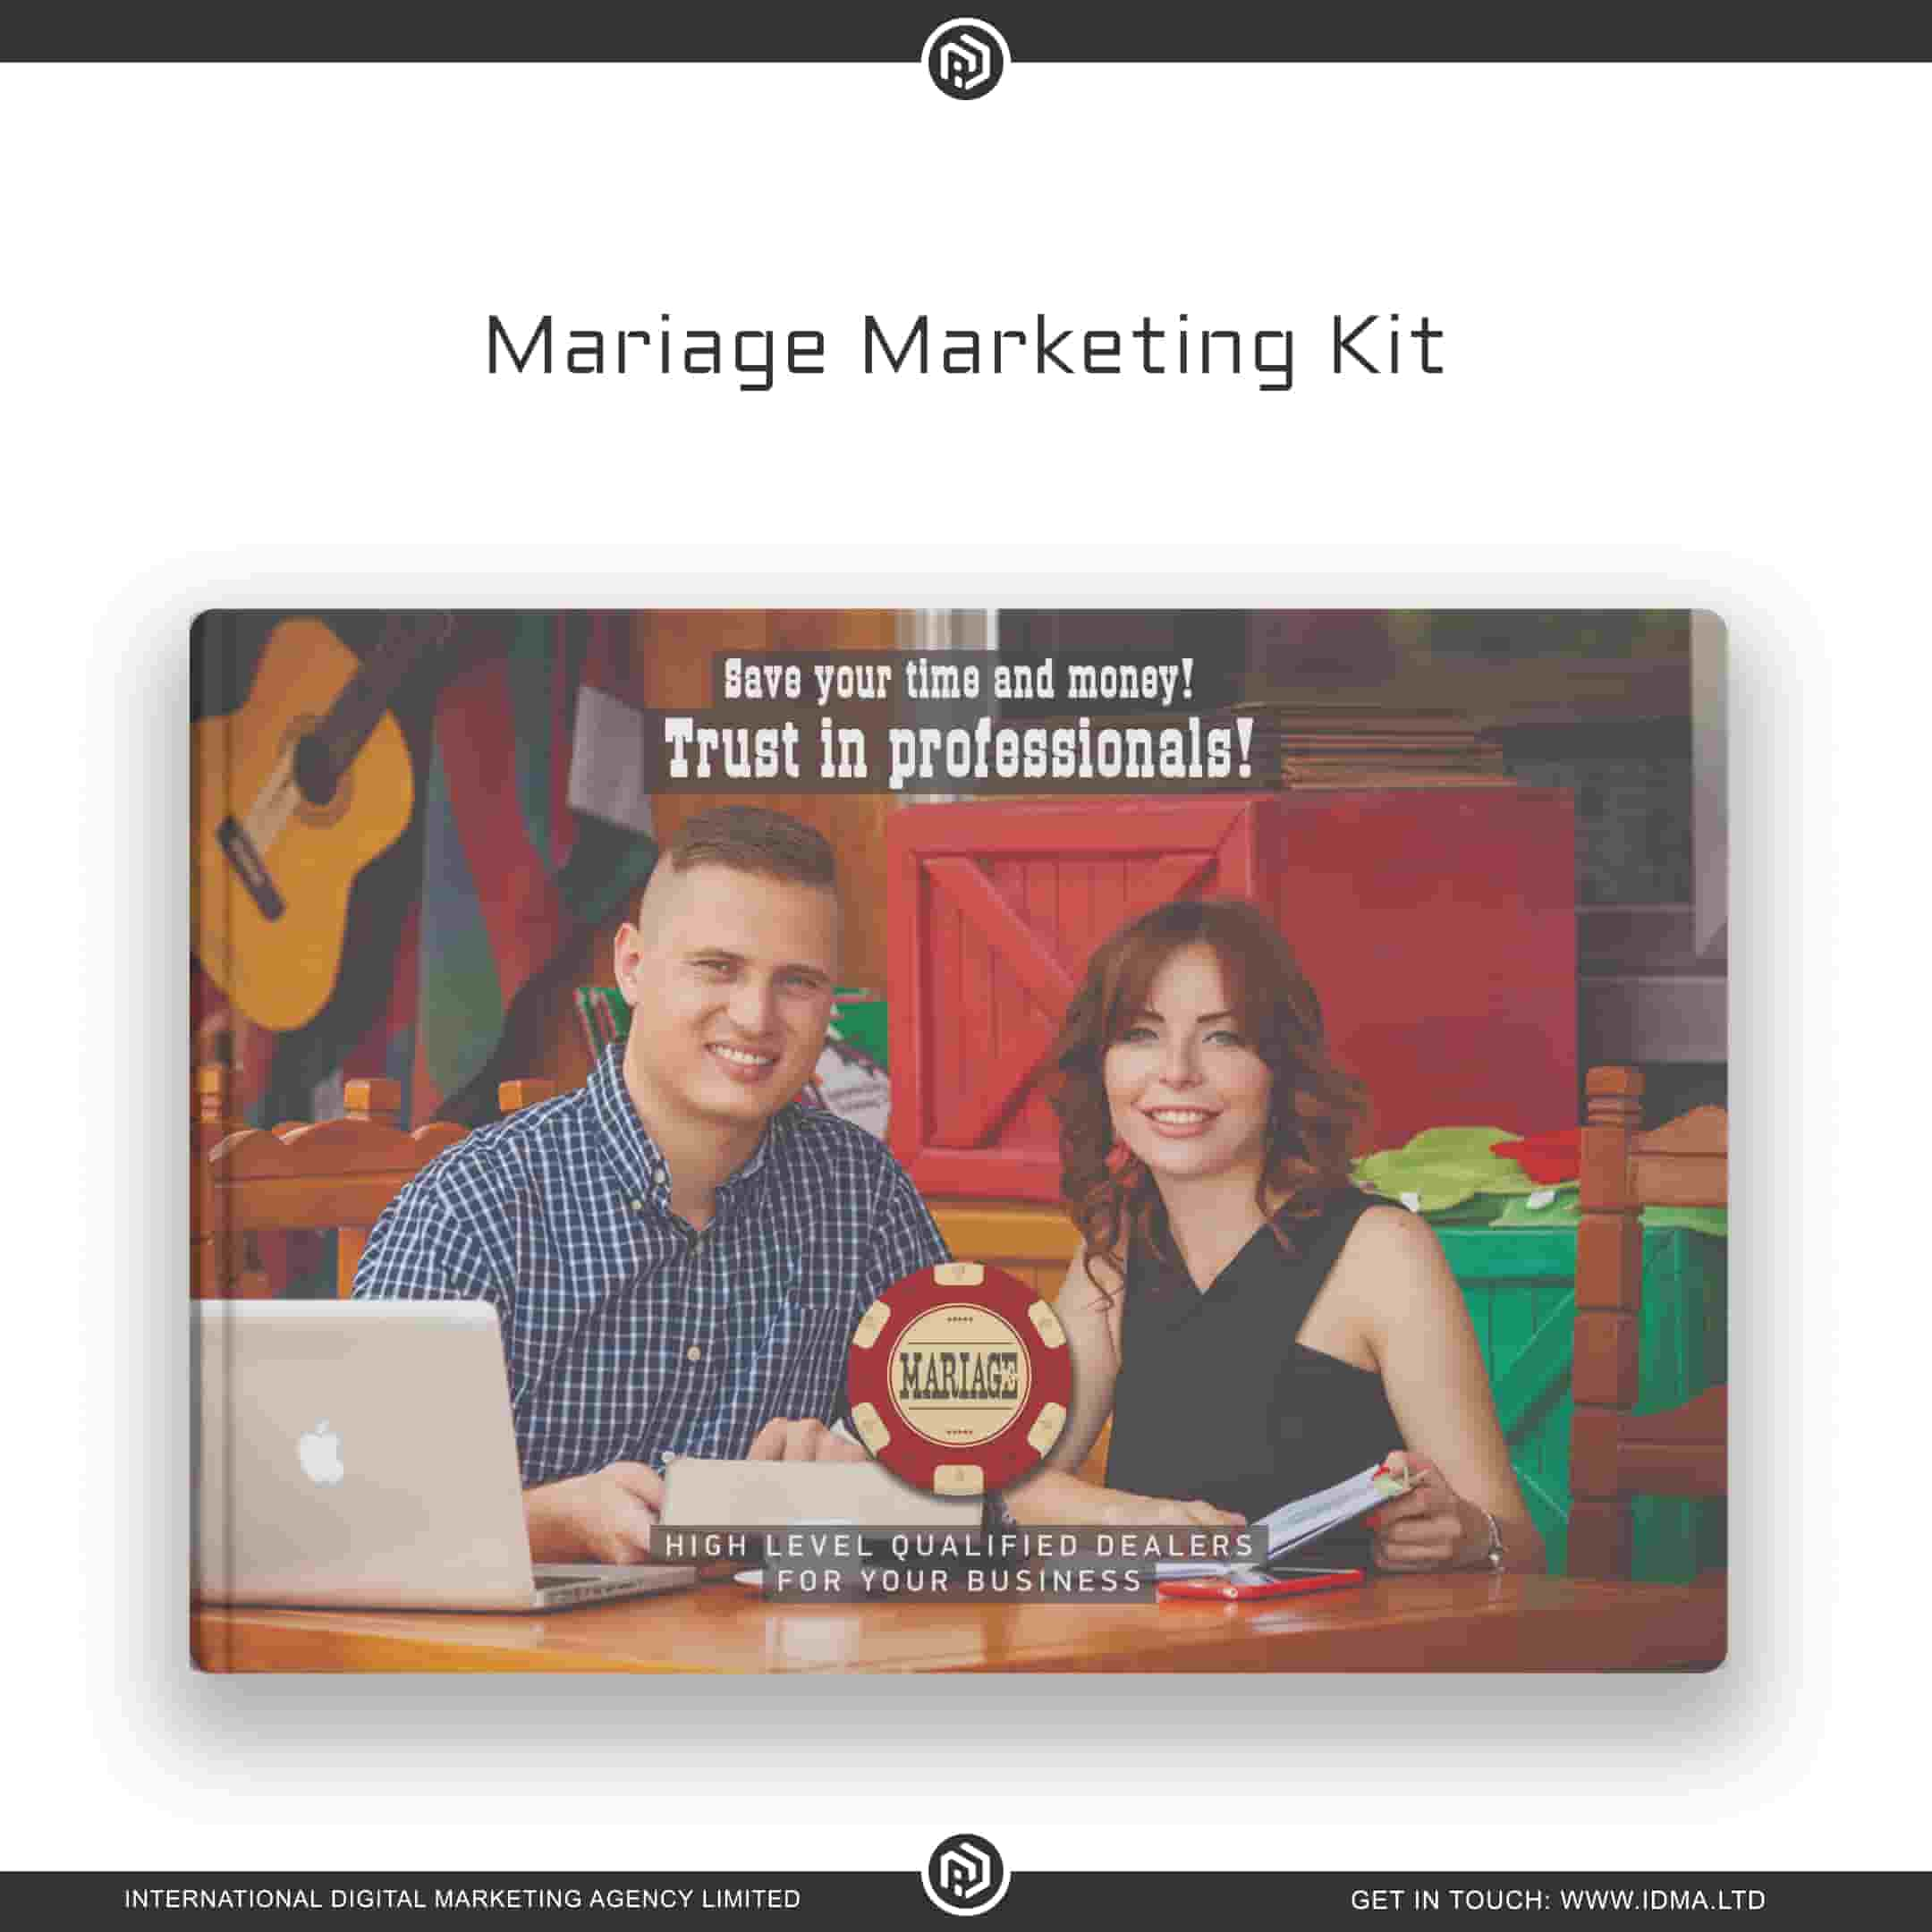 Mariage Marketing Kit
Save your time and money!
Trust in professionals!
MARIAGE
HIGH LEVEL QUALIFIED DEALERS
FOR YOUR BUSINESS
INTERNATIONAL DIGITAL MARKETING AGENCY LIMITED
GET IN TOUCH: WWW.IDMA.LTD